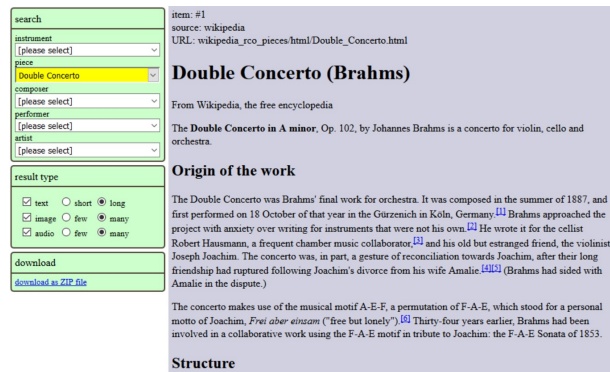 search
instrument
[please select]
piece
Double Concerto
composer
[please select]
performer
[please select]
artist
[please select]
result type
text short long
image few many
audio few many
download
download as ZIP file
item: #1
source: wikipedia
URL: wikipedia_rco_pieces/html/Double_Concerto.html
Double Concerto (Brahms)
From Wikipedia, the free encyclopedia
The Double Concerto in A minor, Op. 102, by Johannes Brahms is a concerto for violin, cello and
orchestra.
Origin of the work
The Double Concerto was Brahms' final work for orchestra. It was composed in the summer of 1887, and
first performed on 18 October of that year in the Gürzenich in Köln, Germany.[1] Brahms approached the
project with anxiety over writing for instruments that were not his own.[2] He wrote it for the cellist
Robert Hausmann, a frequent chamber music collaborator,[3] and his old but estranged friend, the violinist
Joseph Joachim. The concerto was, in part, a gesture of reconciliation towards Joachim, after their long
friendship had ruptured following Joachim's divorce from his wife Amalie.[4][5] (Brahms had sided with
Amalie in the dispute.)
The concerto makes use of the musical motif A-E-F, a permutation of F-A-E, which stood for a personal
motto of Joachim, Frei aber einsam ("free but lonely").[6] Thirty-four years earlier, Brahms had been
involved in a collaborative work using the F-A-E motif in tribute to Joachim: the F-A-E Sonata of 1853.
Structure